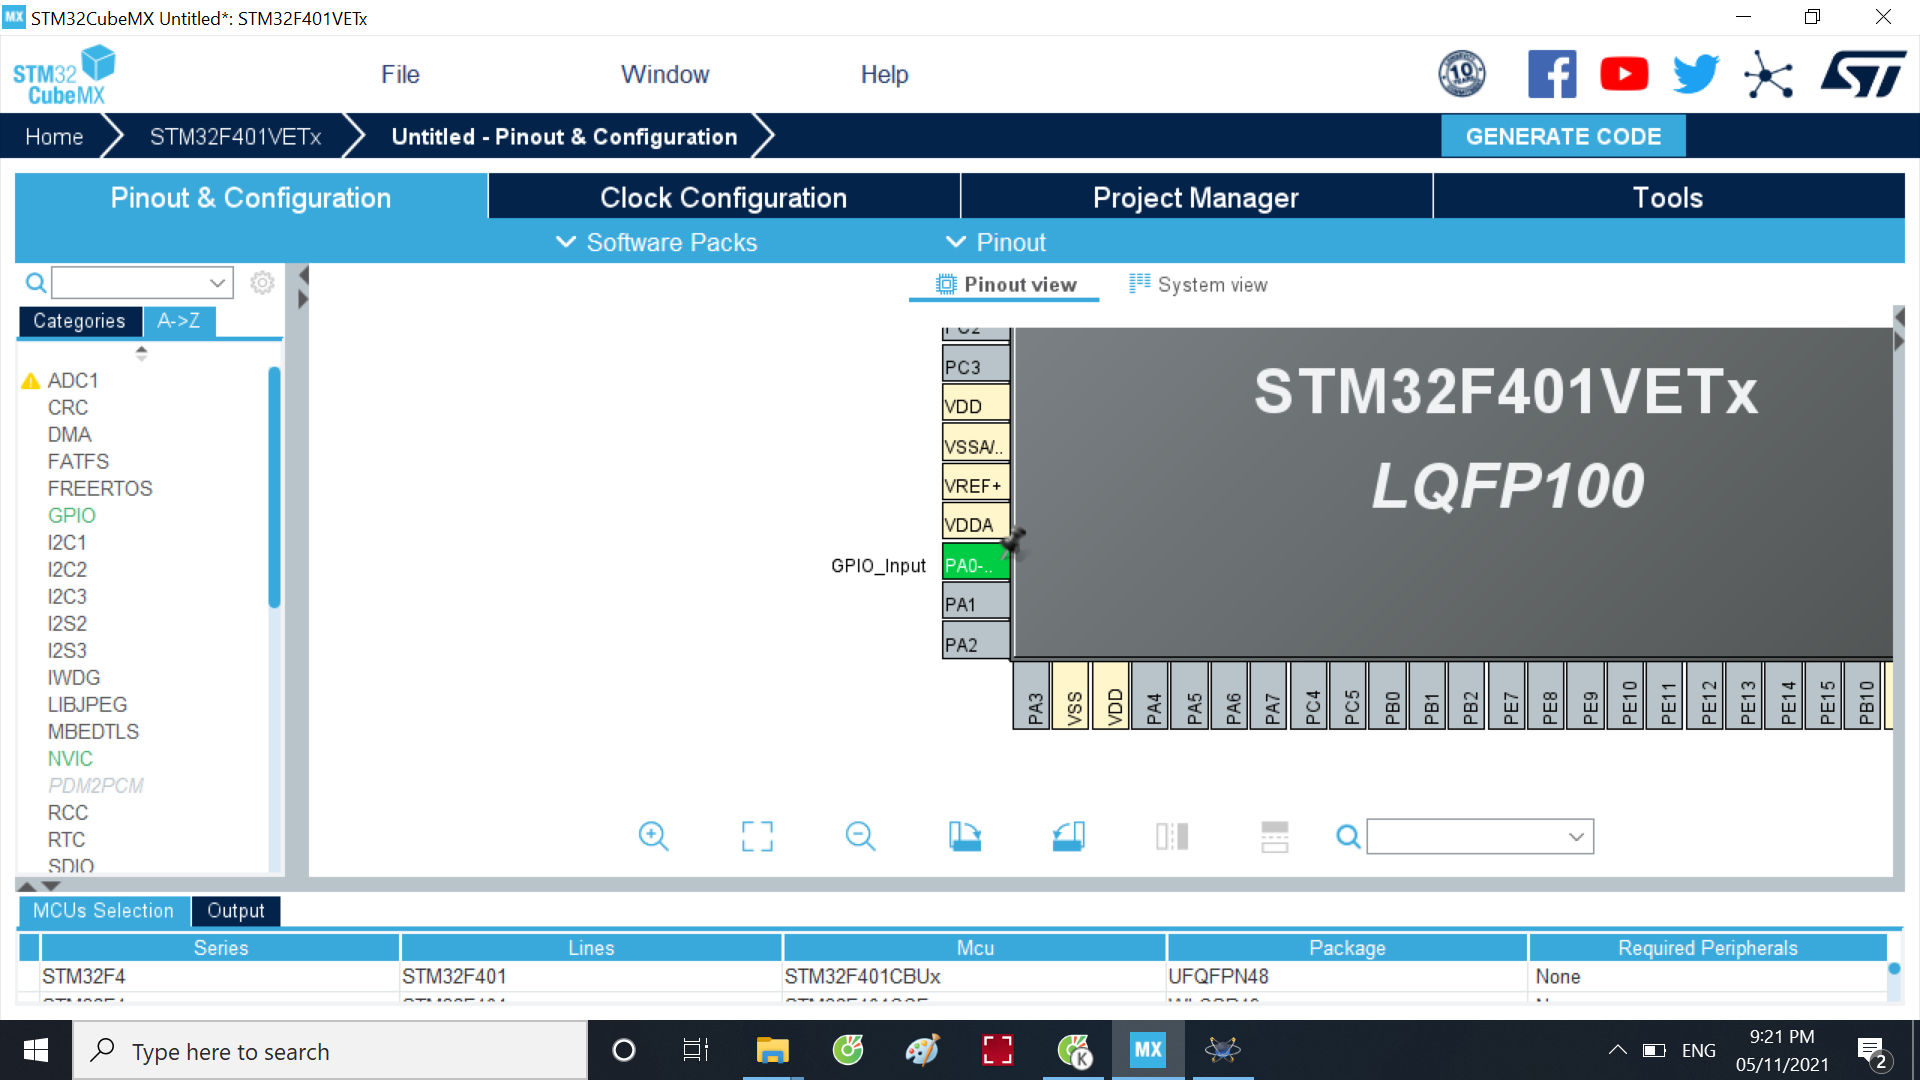 MX STM32CubeMX Untitled*: STM32F401VETx
STM32
CubeMX
File Window Help
10
ST
Home STM32F401VETx Untitled - Pinout & Configuration GENERATE CODE
Pinout & Configuration Clock Configuration Project Manager Tools
Software Packs Pinout
Pinout view System view
Categories A->Z
ADC1
CRC
DMA
FATFS
FREERTOS
GPIO
I2C1
I2C2
I2C3
I2S2
I2S3
IWDG
LIBJPEG
MBEDTLS
NVIC
PDM2PCM
RCC
RTC
SDIO
PC2
PC3
VDD
VSSA/..
VREF+
VDDA
GPIO_Input PA0-..
PA1
PA2
STM32F401VETx
LQFP100
PA3 VSS VDD PA4 PA5 PA6 PA7 PC4 PC5 PB0 PB1 PB2 PE7 PE8 PE9 PE10 PE11 PE12 PE13 PE14 PE15 PB10
MCUs Selection Output
Series Lines Mcu Package Required Peripherals
STM32F4 STM32F401 STM32F401CBUx UFQFPN48 None
Type here to search
K
MX
ENG
9:21 PM
05/11/2021
2